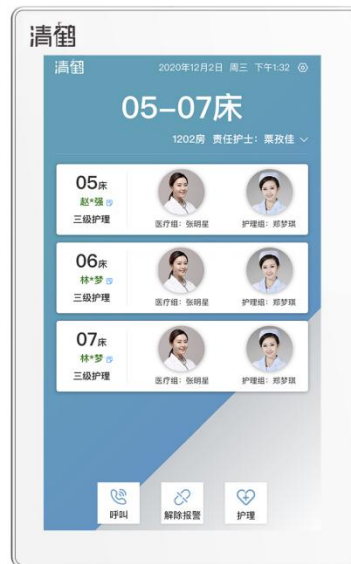 清鹤
清鹤 2020年12月2日 周三 下午1:32
05-07床
1202房 责任护士：粟孜佳
05床
赵*强
三级护理
医疗组：张明星 护理组：郑梦琪
06床
林*梦
三级护理
医疗组：张明星 护理组：郑梦琪
07床
林*梦
三级护理
医疗组：张明星 护理组：郑梦琪
呼叫 解除报警 护理